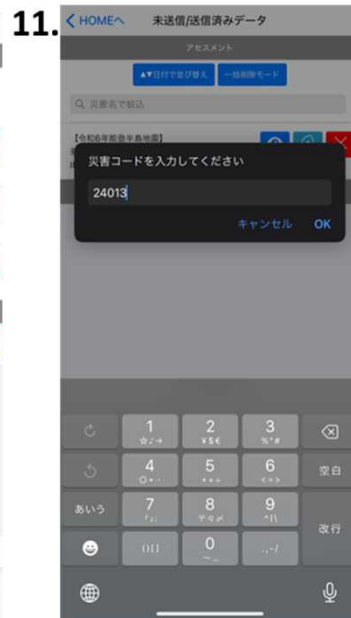 11.
HOMEへ 未送信/送信済みデータ
アセスメント
▲▼日付で並び替え 一括削除モード
災害名で絞込
【令和6年能登半島地震】
災害コードを入力してください
24013
キャンセル OK
1 2 3
☆♪→ ¥$€ %°#
4 5 6 空白
あいう 7 8 9
改行
0